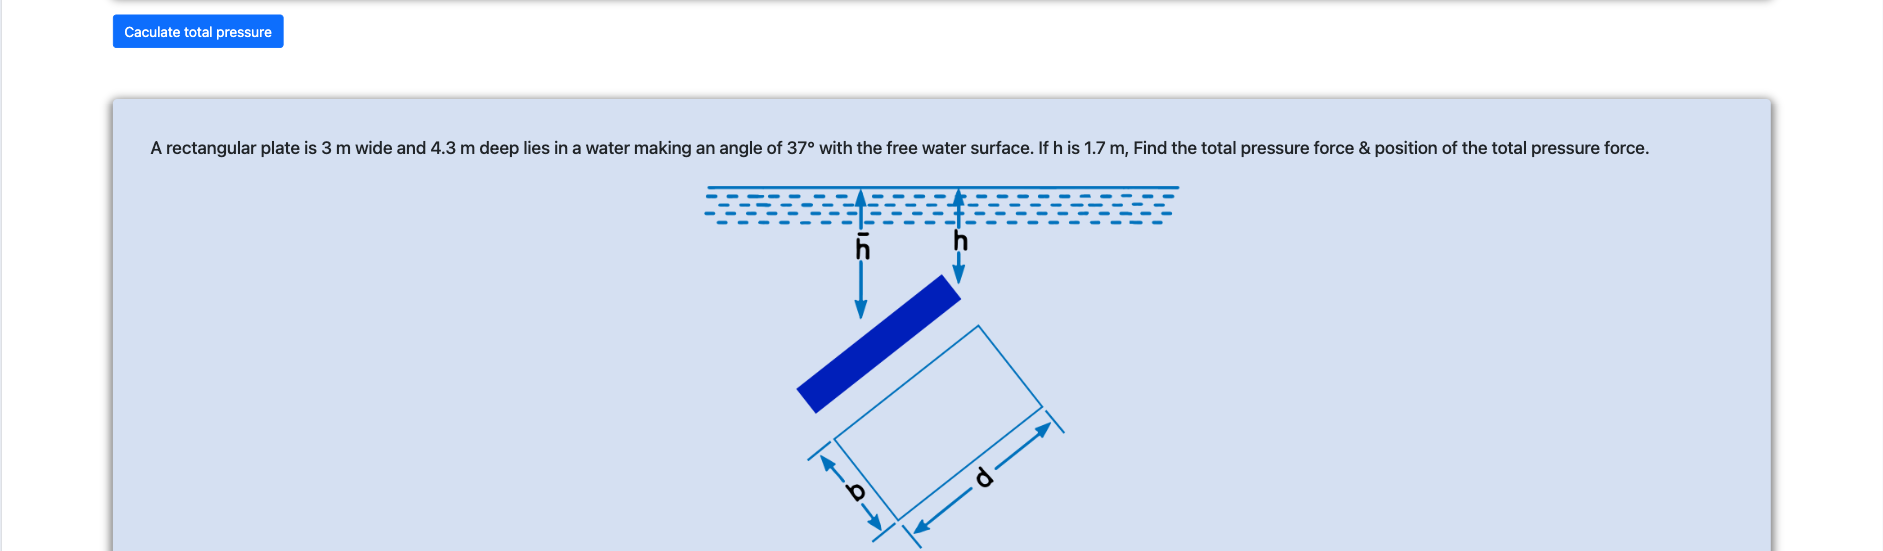 Caculate total pressure
A rectangular plate is 3 m wide and 4.3 m deep lies in a water making an angle of 37° with the free water surface. If h is 1.7 m, Find the total pressure force & position of the total pressure force.
h̄
h
b
d